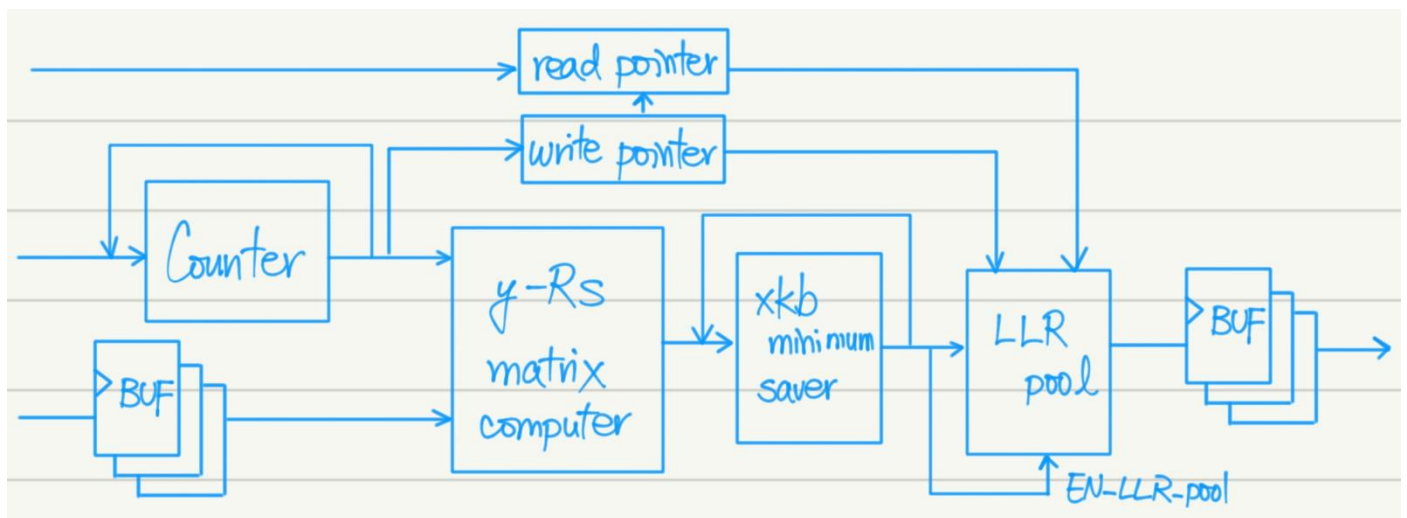 read pointer
write pointer
Counter
y-Rs
matrix
computer
BUF
xkb
minimum
saver
LLR
pool
EN-LLR-pool
BUF